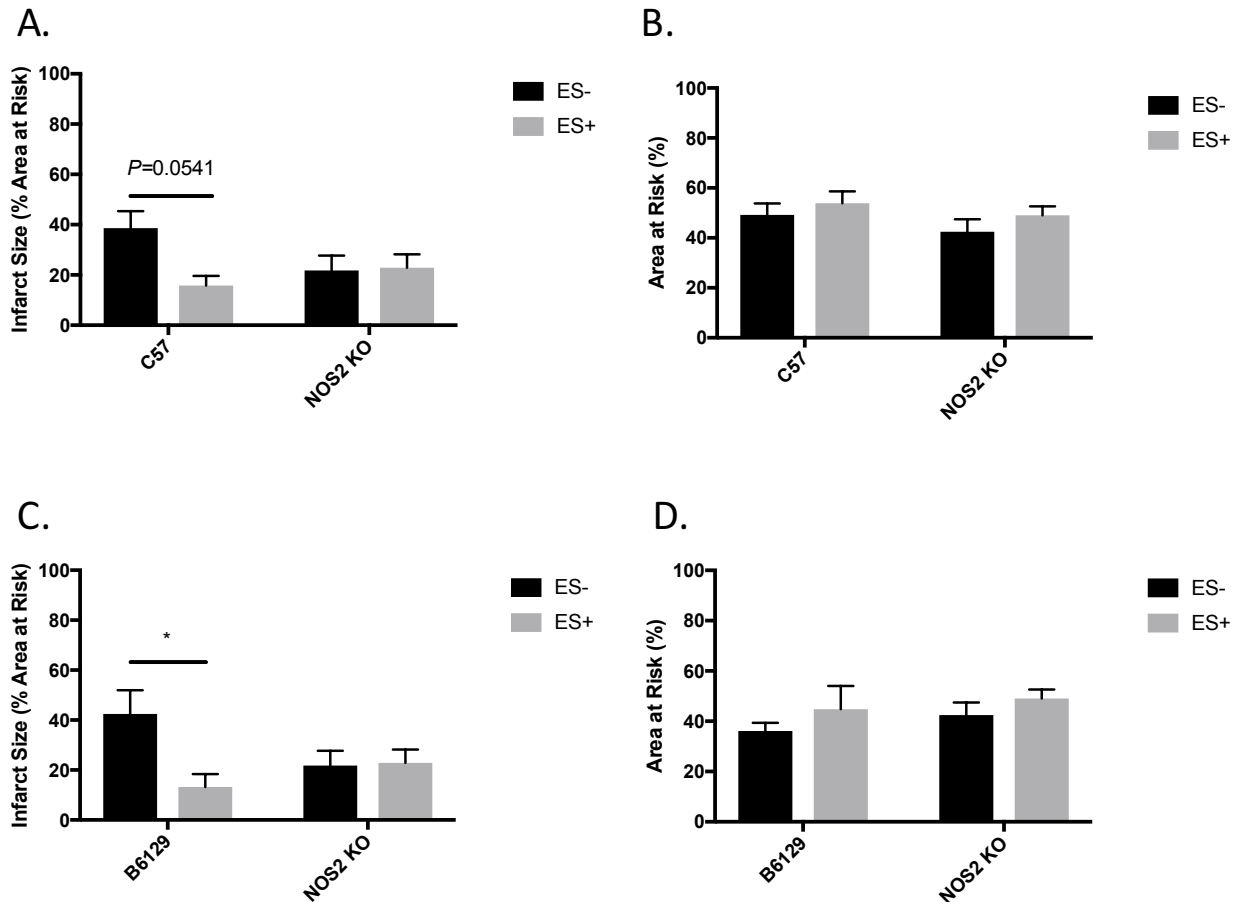 A.
Infarct Size (% Area at Risk)
100
80
60
40
20
0
P=0.0541
C57
NOS2 KO
ES-
ES+
B.
Area at Risk (%)
100
80
60
40
20
0
C57
NOS2 KO
ES-
ES+
C.
Infarct Size (% Area at Risk)
100
80
60
40
20
0
*
B6129
NOS2 KO
ES-
ES+
D.
Area at Risk (%)
100
80
60
40
20
0
B6129
NOS2 KO
ES-
ES+